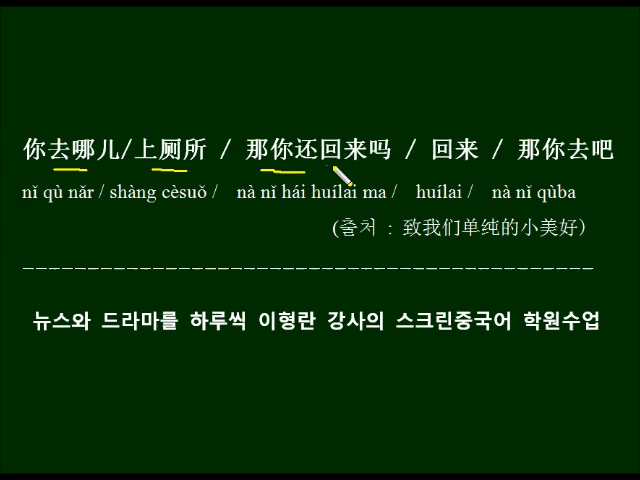 你去哪儿/上厕所 / 那你还回来吗 / 回来 / 那你去吧
nǐ qù nǎr / shàng cèsuǒ / nà nǐ hái huílai ma / huílai / nà nǐ qùba
(출처 : 致我们单纯的小美好)
뉴스와 드라마를 하루씩 이형란 강사의 스크린중국어 학원수업